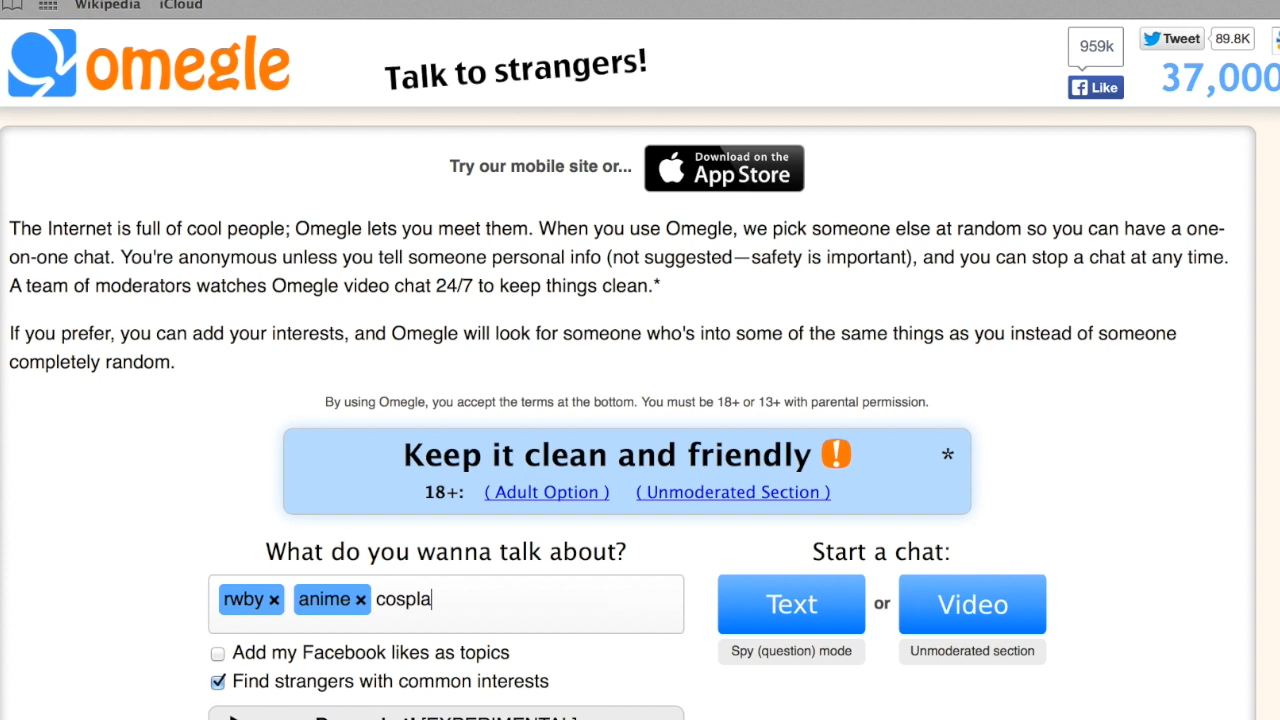 Wikipedia iCloud
omegle Talk to strangers! 959k Like Tweet 89.8K
37,000
Try our mobile site or... Download on the App Store
The Internet is full of cool people; Omegle lets you meet them. When you use Omegle, we pick someone else at random so you can have a one-
on-one chat. You're anonymous unless you tell someone personal info (not suggested—safety is important), and you can stop a chat at any time.
A team of moderators watches Omegle video chat 24/7 to keep things clean.*
If you prefer, you can add your interests, and Omegle will look for someone who's into some of the same things as you instead of someone
completely random.
By using Omegle, you accept the terms at the bottom. You must be 18+ or 13+ with parental permission.
Keep it clean and friendly ! *
18+: ( Adult Option ) ( Unmoderated Section )
What do you wanna talk about? Start a chat:
rwby × anime × cospla Text or Video
Spy (question) mode Unmoderated section
Add my Facebook likes as topics
Find strangers with common interests
[EXPERIMENTAL]